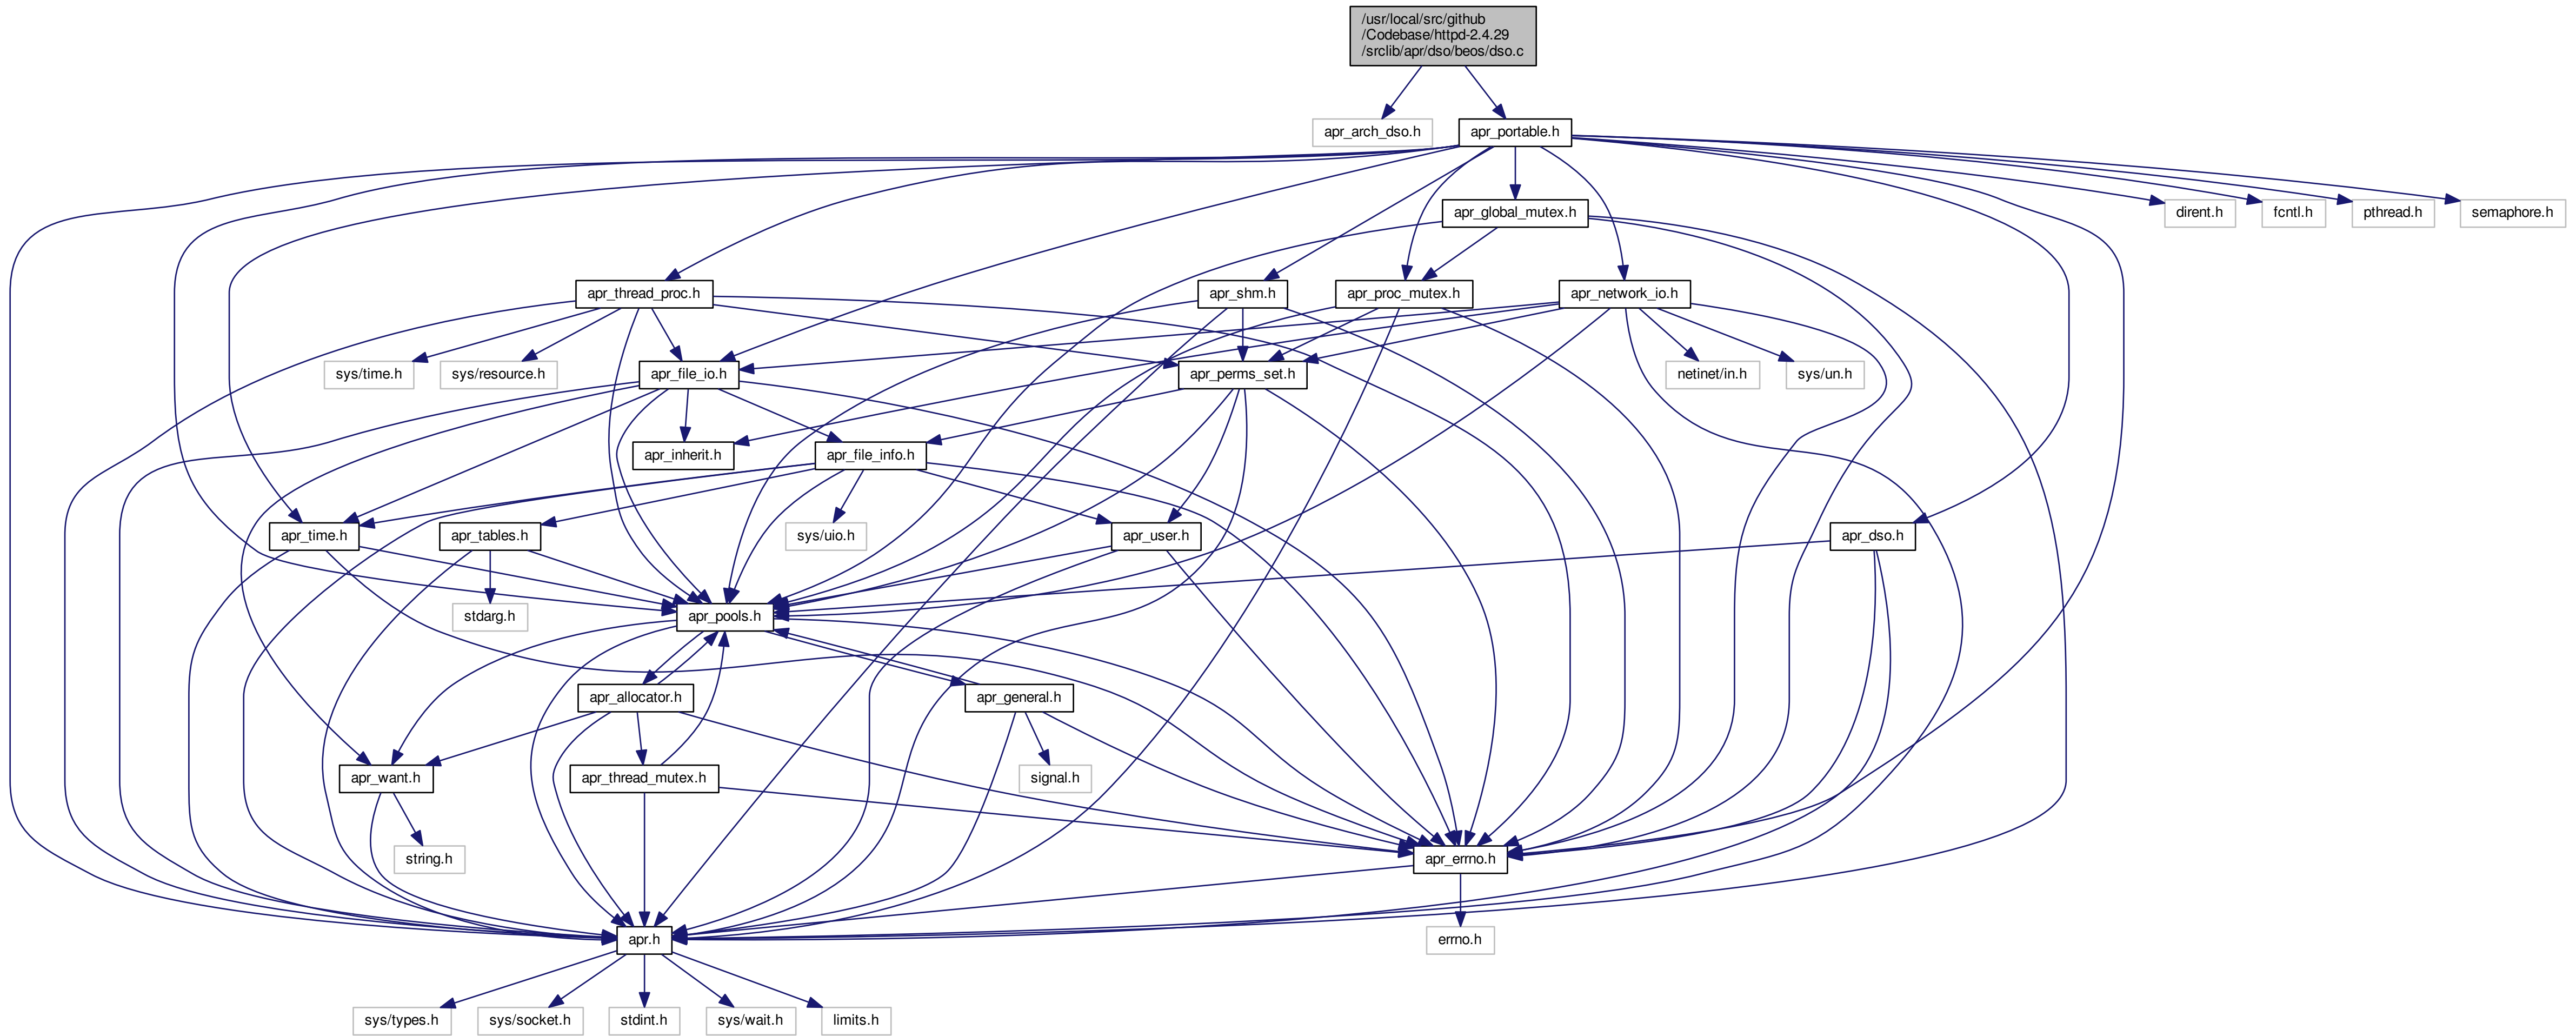 /usr/local/src/github
/Codebase/httpd-2.4.29
/srclib/apr/dso/beos/dso.c
apr_arch_dso.h
apr_portable.h
apr_global_mutex.h
dirent.h
fcntl.h
pthread.h
semaphore.h
apr_thread_proc.h
apr_shm.h
apr_proc_mutex.h
apr_network_io.h
sys/time.h
sys/resource.h
apr_file_io.h
apr_perms_set.h
netinet/in.h
sys/un.h
apr_inherit.h
apr_file_info.h
apr_time.h
apr_tables.h
sys/uio.h
apr_user.h
apr_dso.h
stdarg.h
apr_pools.h
apr_allocator.h
apr_general.h
apr_want.h
apr_thread_mutex.h
signal.h
string.h
apr_errno.h
apr.h
errno.h
sys/types.h
sys/socket.h
stdint.h
sys/wait.h
limits.h